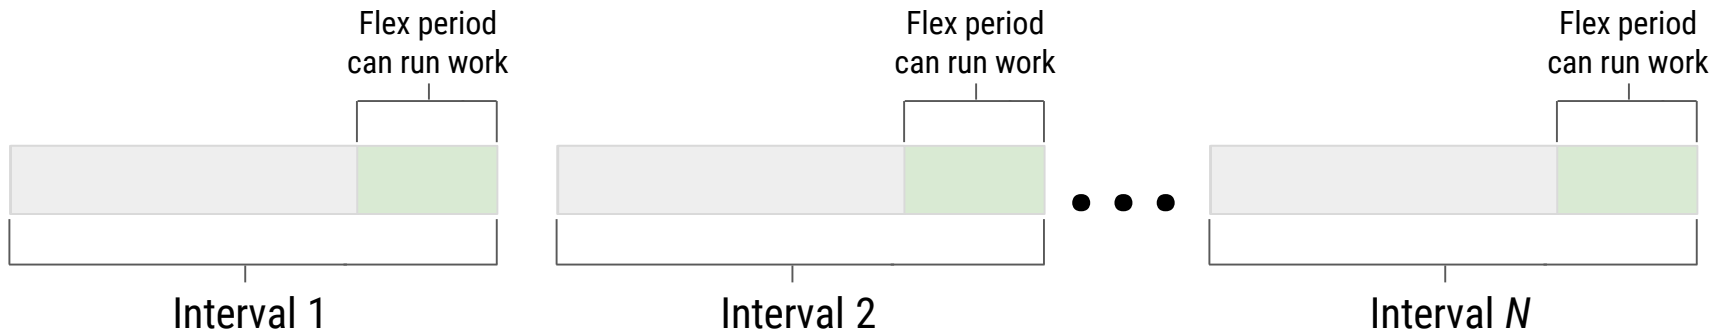 Flex period
can run work
Flex period
can run work
Flex period
can run work
Interval 1
Interval 2
Interval N